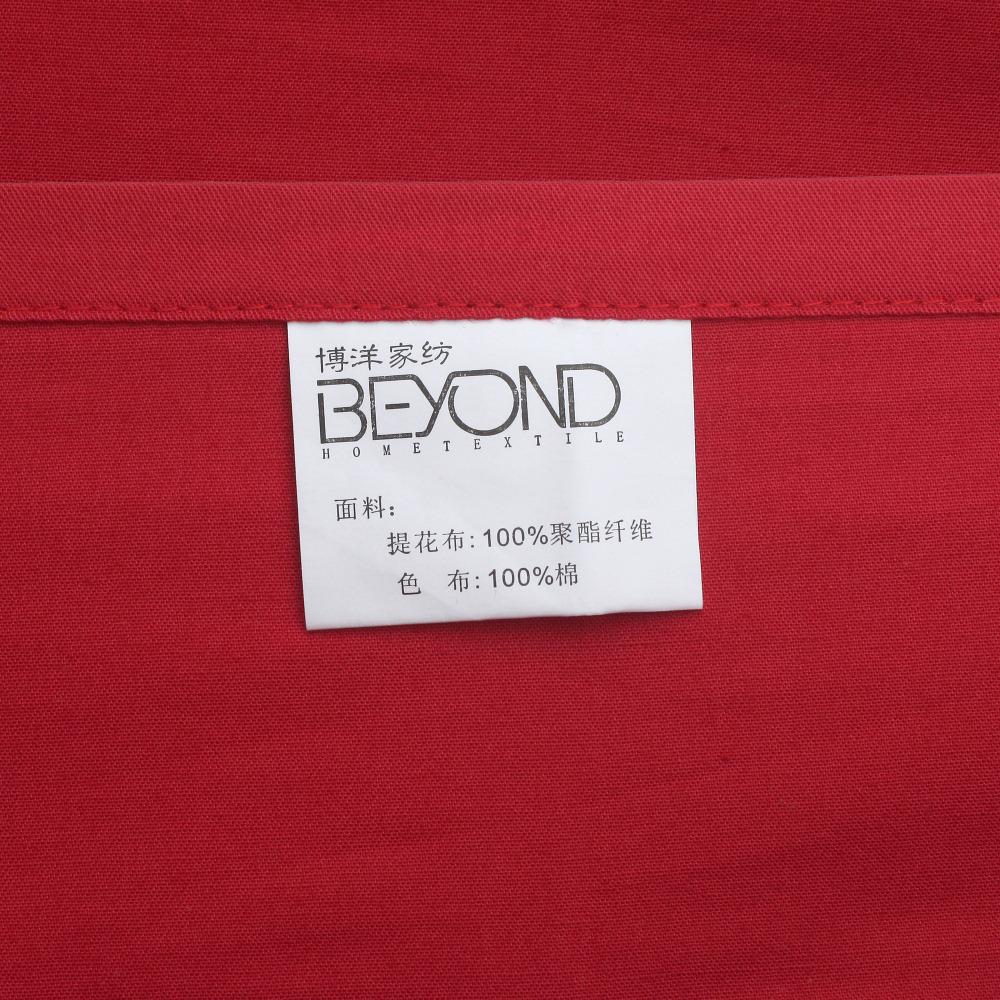 博洋家纺
BEYOND
HOMETEXTILE
面料：
提花布：100%聚酯纤维
色 布：100%棉